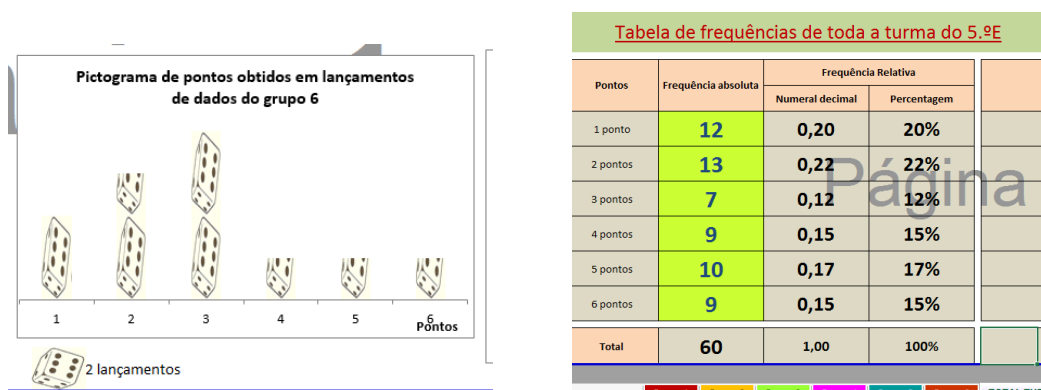 Pictograma de pontos obtidos em lançamentos
de dados do grupo 6
1 2 3 4 5 6
Pontos
2 lançamentos
Tabela de frequências de toda a turma do 5.ºE
Pontos Frequência absoluta Frequência Relativa
Numeral decimal Percentagem
1 ponto 12 0,20 20%
2 pontos 13 0,22 22%
3 pontos 7 0,12 12%
4 pontos 9 0,15 15%
5 pontos 10 0,17 17%
6 pontos 9 0,15 15%
Total 60 1,00 100%
Página